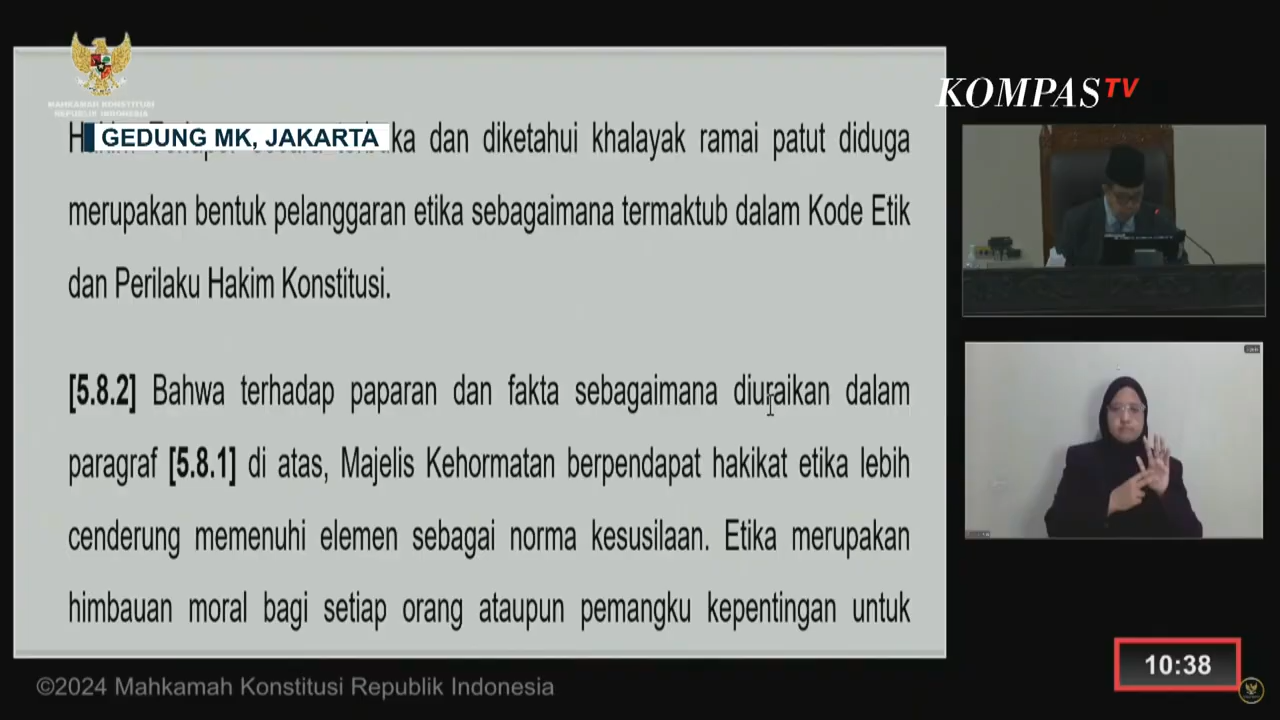 MAHKAMAH KONSTITUSI
REPUBLIK INDONESIA
KOMPAS TV
GEDUNG MK, JAKARTA
ka dan diketahui khalayak ramai patut diduga
merupakan bentuk pelanggaran etika sebagaimana termaktub dalam Kode Etik
dan Perilaku Hakim Konstitusi.
[5.8.2] Bahwa terhadap paparan dan fakta sebagaimana diuraikan dalam
paragraf [5.8.1] di atas, Majelis Kehormatan berpendapat hakikat etika lebih
cenderung memenuhi elemen sebagai norma kesusilaan. Etika merupakan
himbauan moral bagi setiap orang ataupun pemangku kepentingan untuk
©2024 Mahkamah Konstitusi Republik Indonesia
10:38